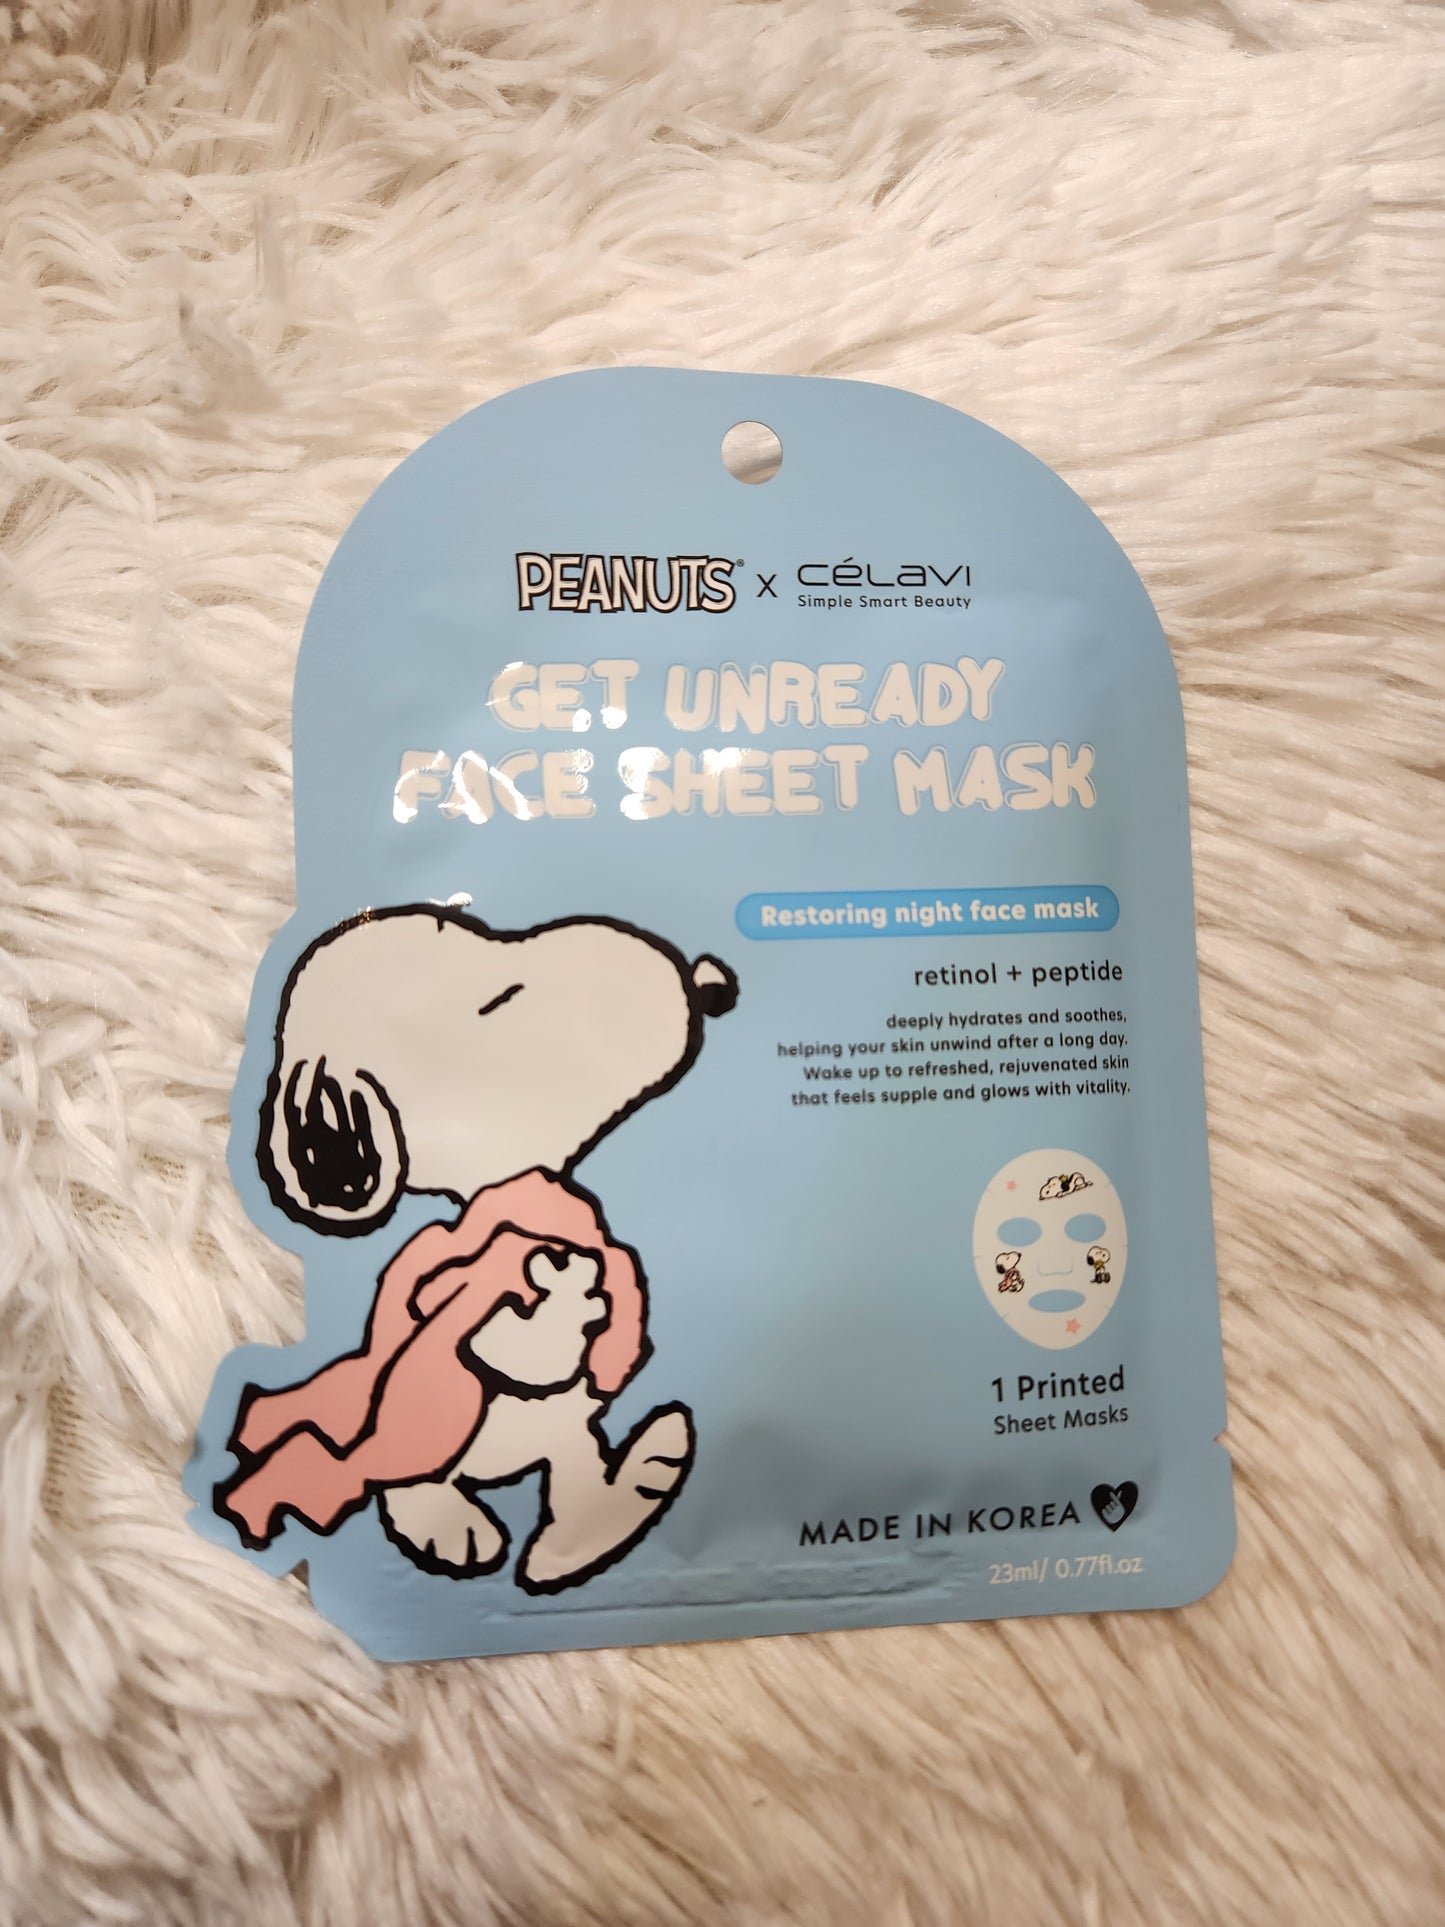 PEANUTS® x céLavi
Simple Smart Beauty
GET UNREADY
FACE SHEET MASK
Restoring night face mask
retinol + peptide
deeply hydrates and soothes,
helping your skin unwind after a long day.
Wake up to refreshed, rejuvenated skin
that feels supple and glows with vitality.
1 Printed
Sheet Masks
MADE IN KOREA
23ml/ 0.77fl.oz